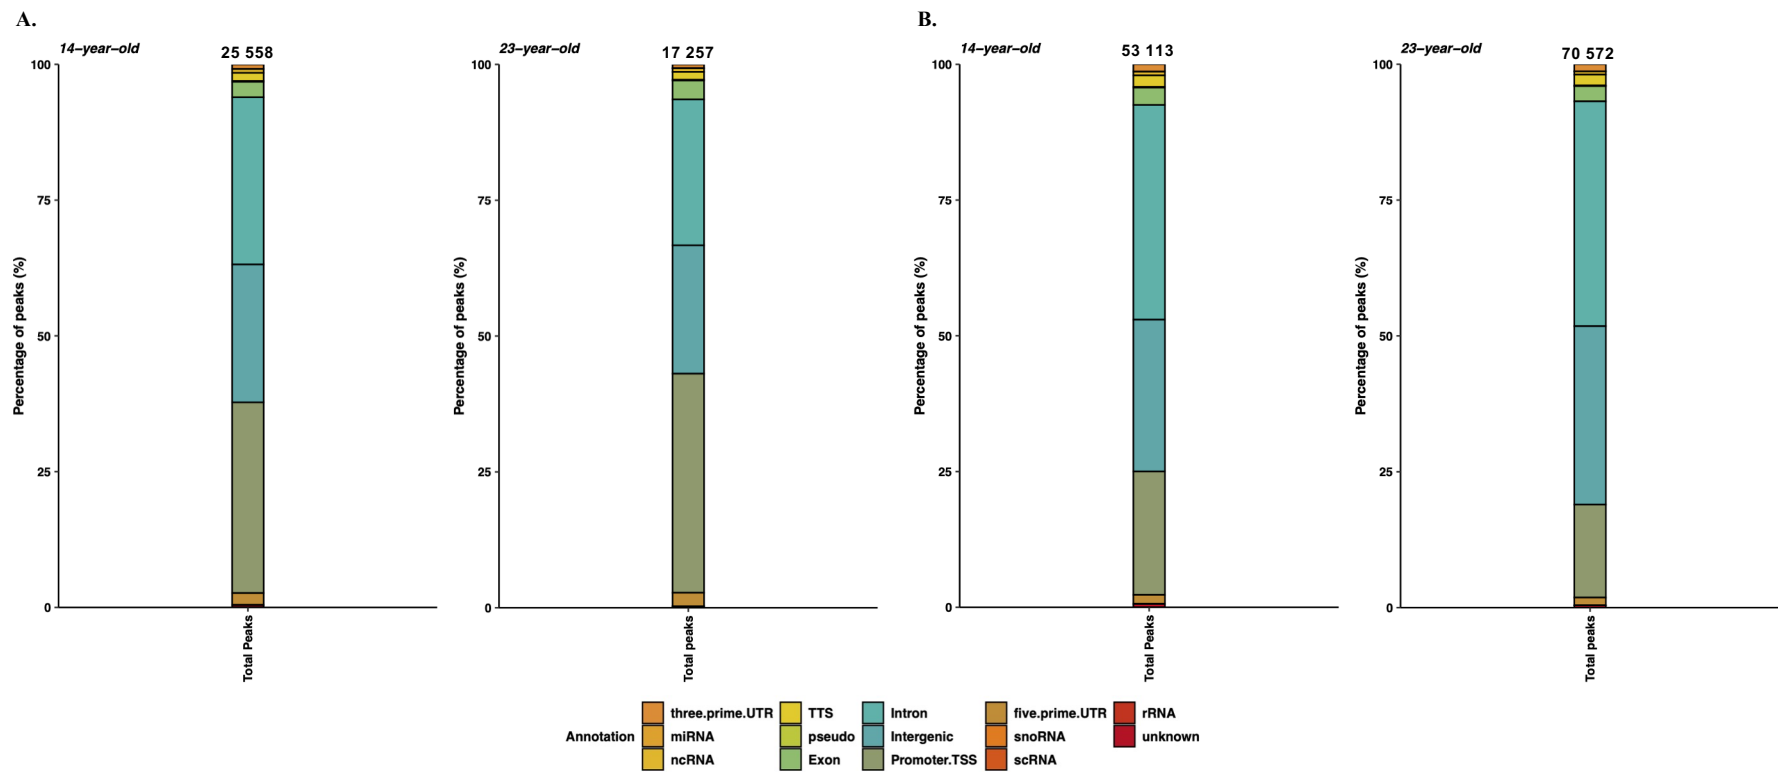 A.
B.
14–year–old
25 558
23–year–old
17 257
14–year–old
53 113
23–year–old
70 572
100
75
50
25
0
Percentage of peaks (%)
Total Peaks
100
75
50
25
0
Percentage of peaks (%)
Total peaks
100
75
50
25
0
Percentage of peaks (%)
Total Peaks
100
75
50
25
0
Percentage of peaks (%)
Total peaks
Annotation
three.prime.UTR
miRNA
ncRNA
TTS
pseudo
Exon
Intron
Intergenic
Promoter.TSS
five.prime.UTR
snoRNA
scRNA
rRNA
unknown